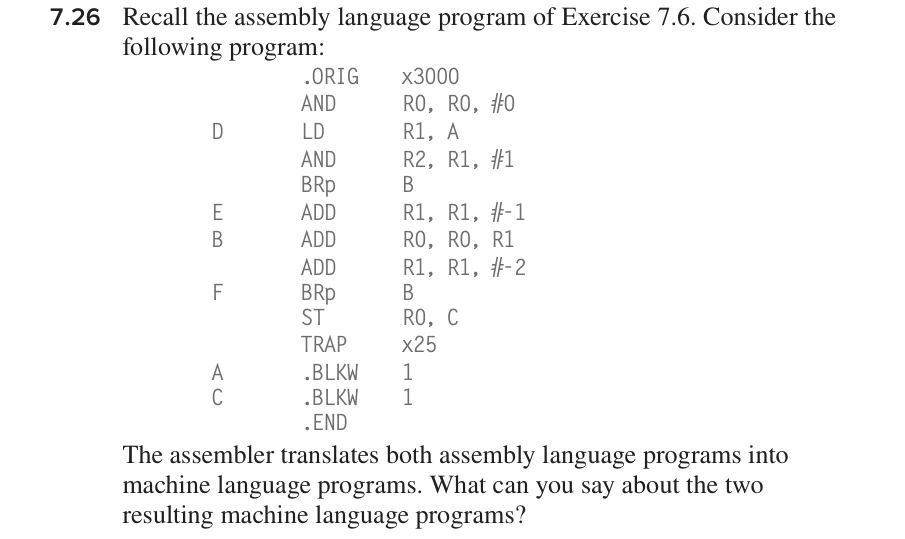 7.26 Recall the assembly language program of Exercise 7.6. Consider the
following program:
.ORIG x3000
AND R0, R0, #0
D LD R1, A
AND R2, R1, #1
BRp B
E ADD R1, R1, #-1
B ADD R0, R0, R1
ADD R1, R1, #-2
F BRp B
ST R0, C
TRAP x25
A .BLKW 1
C .BLKW 1
.END
The assembler translates both assembly language programs into
machine language programs. What can you say about the two
resulting machine language programs?